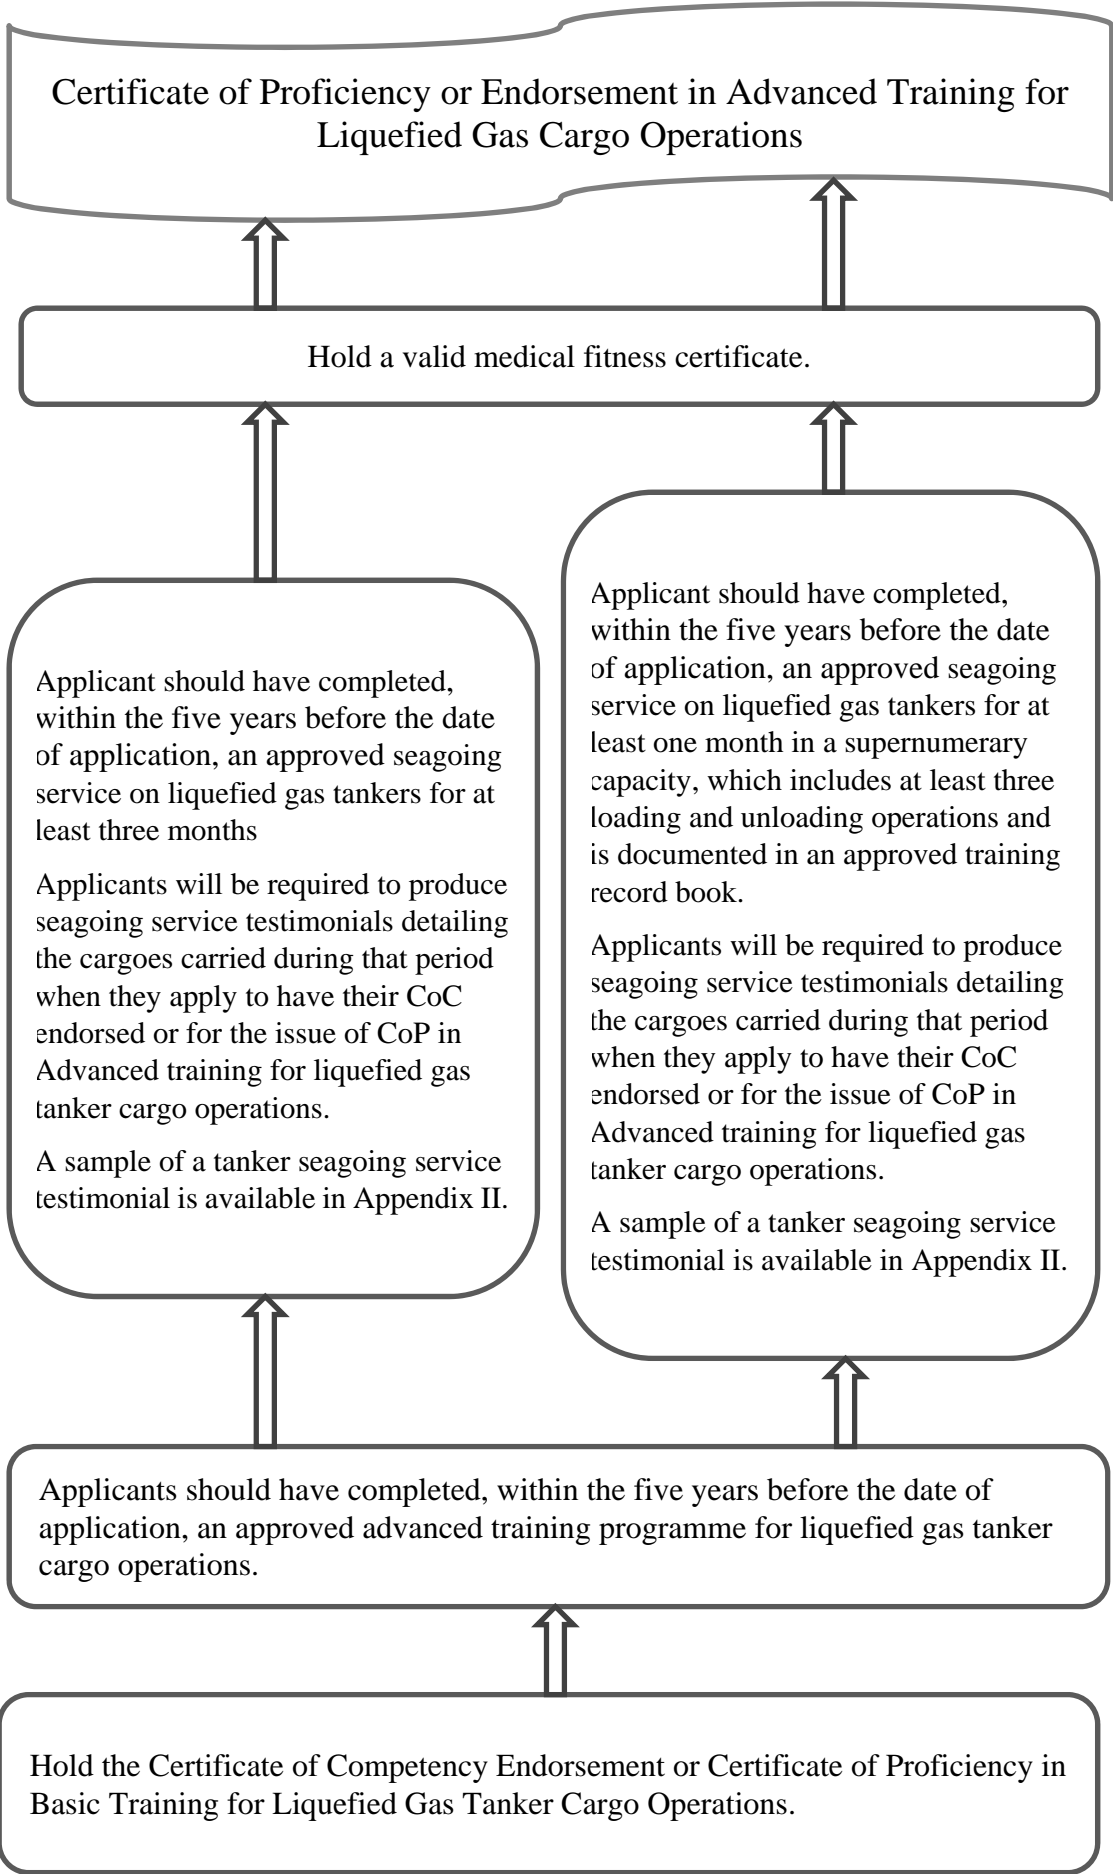 Certificate of Proficiency or Endorsement in Advanced Training for
Liquefied Gas Cargo Operations
Hold a valid medical fitness certificate.
Applicant should have completed,
within the five years before the date
of application, an approved seagoing
service on liquefied gas tankers for at
least three months
Applicants will be required to produce
seagoing service testimonials detailing
the cargoes carried during that period
when they apply to have their CoC
endorsed or for the issue of CoP in
Advanced training for liquefied gas
tanker cargo operations.
A sample of a tanker seagoing service
testimonial is available in Appendix II.
Applicant should have completed,
within the five years before the date
of application, an approved seagoing
service on liquefied gas tankers for at
least one month in a supernumerary
capacity, which includes at least three
loading and unloading operations and
is documented in an approved training
record book.
Applicants will be required to produce
seagoing service testimonials detailing
the cargoes carried during that period
when they apply to have their CoC
endorsed or for the issue of CoP in
Advanced training for liquefied gas
tanker cargo operations.
A sample of a tanker seagoing service
testimonial is available in Appendix II.
Applicants should have completed, within the five years before the date of
application, an approved advanced training programme for liquefied gas tanker
cargo operations.
Hold the Certificate of Competency Endorsement or Certificate of Proficiency in
Basic Training for Liquefied Gas Tanker Cargo Operations.